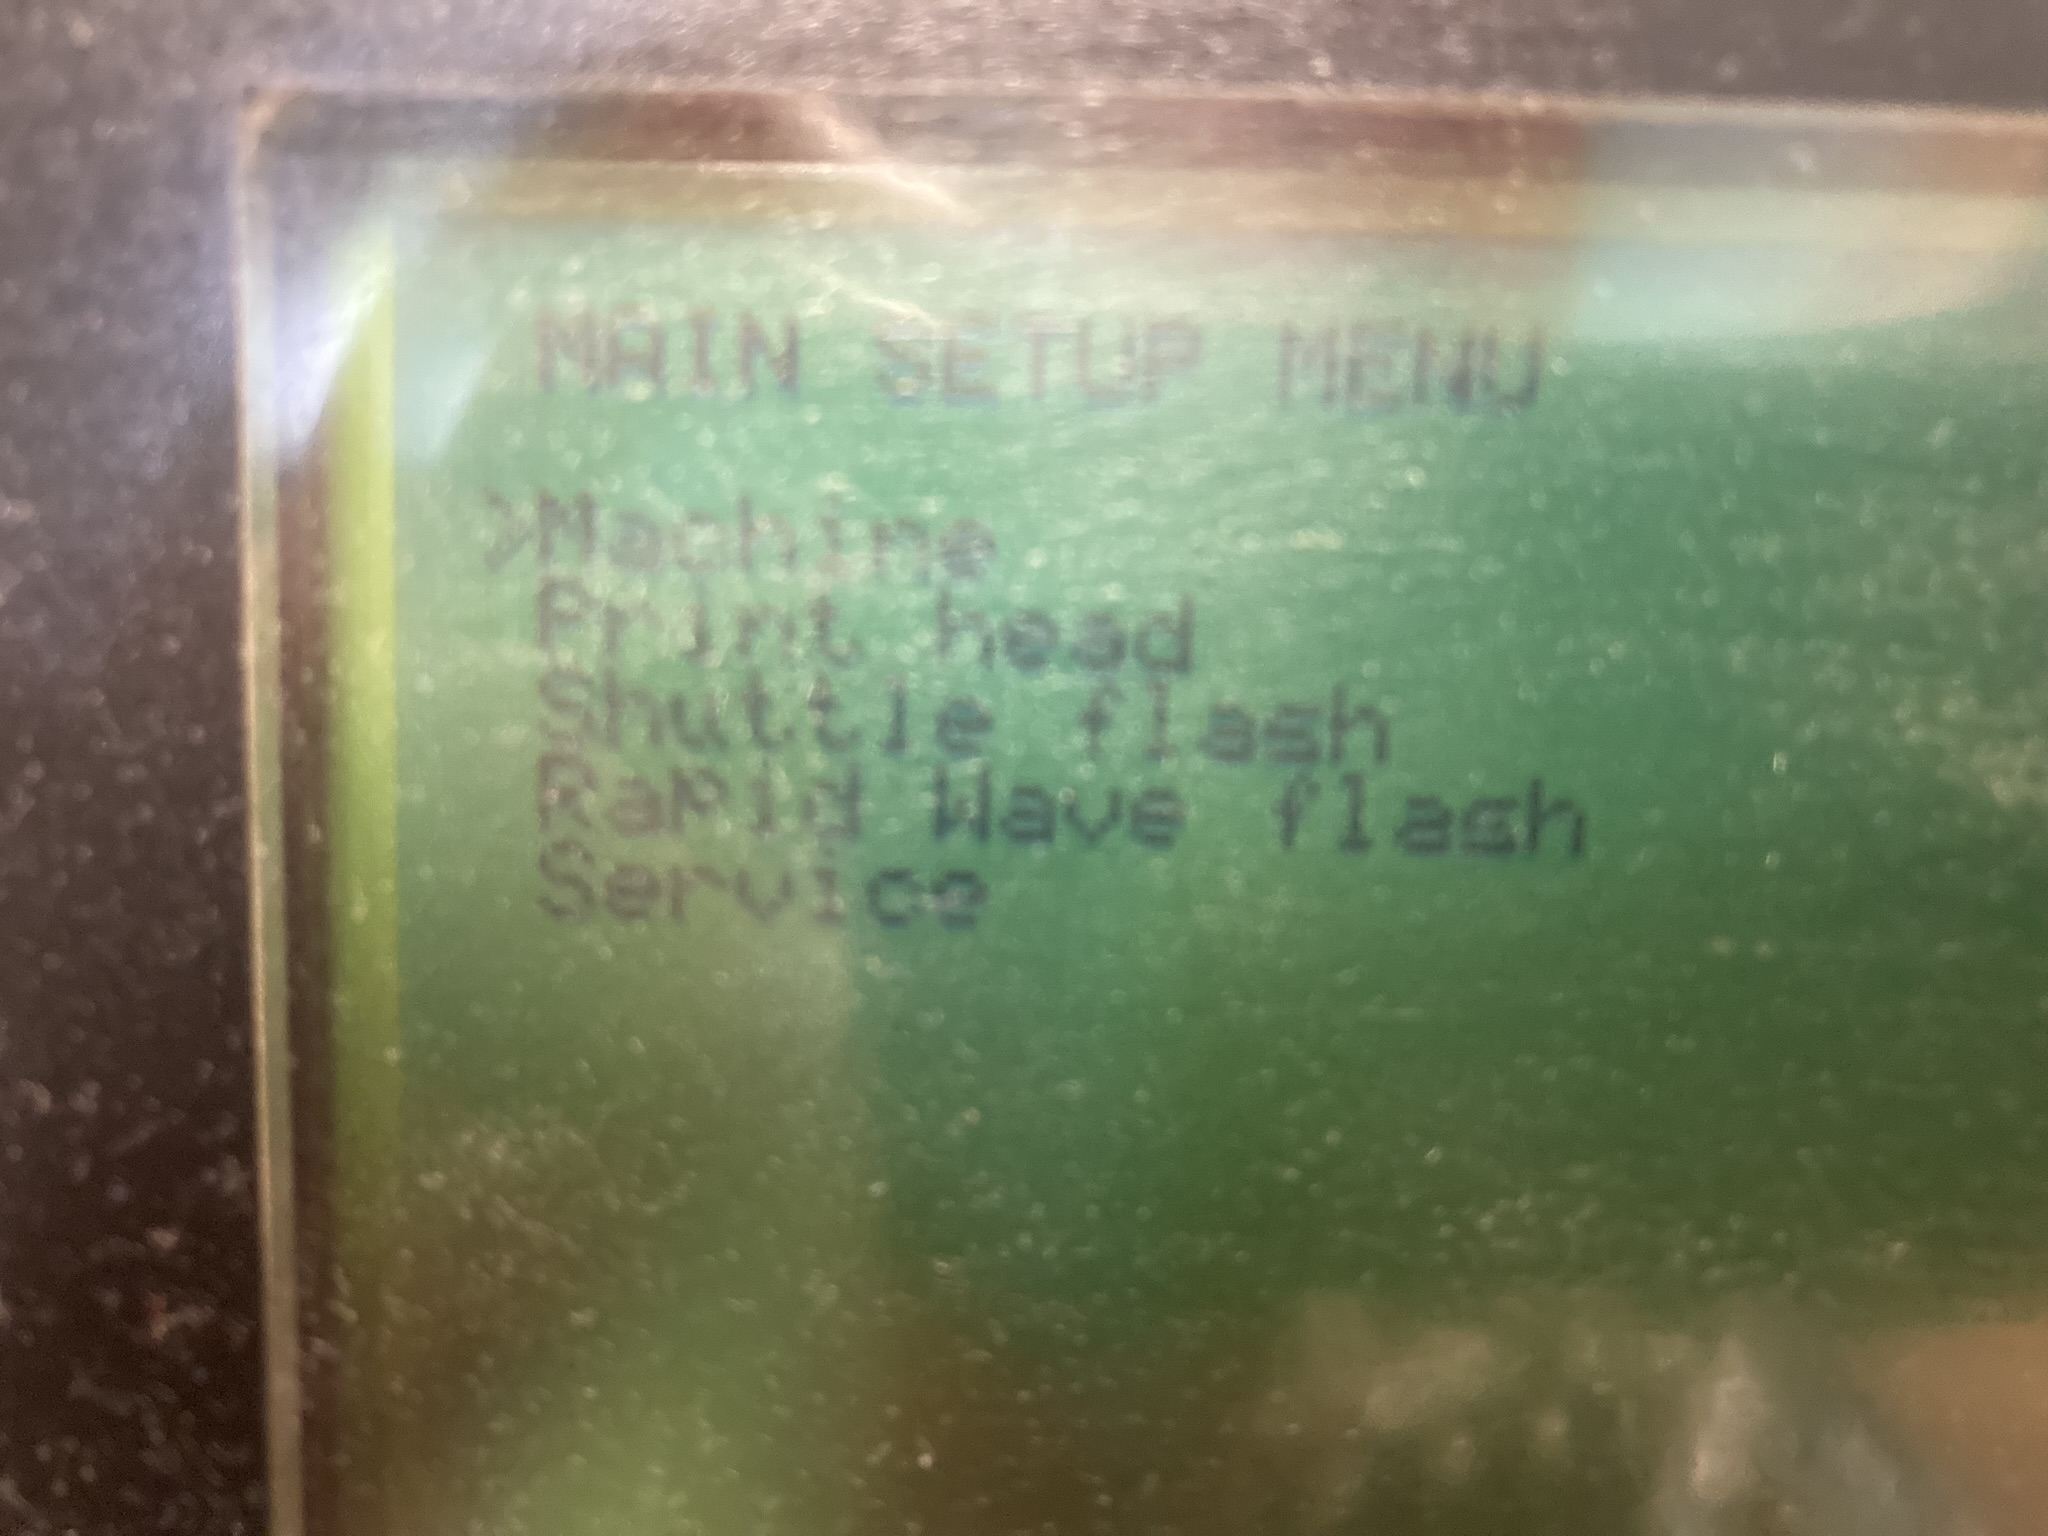 MAIN SETUP MENU
>Machine
Print head
Shuttle flash
Rapid Wave flash
Service